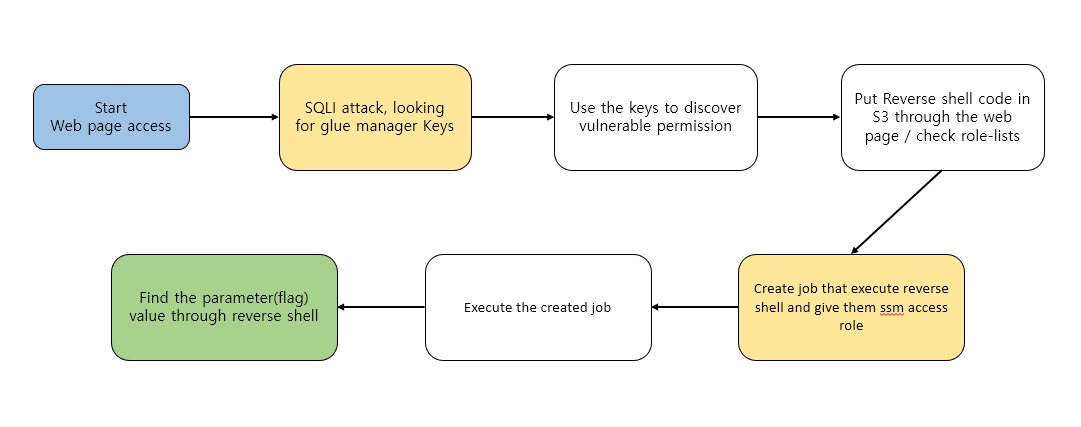 Start
Web page access
SQLI attack, looking
for glue manager Keys
Use the keys to discover
vulnerable permission
Put Reverse shell code in
S3 through the web
page / check role-lists
Create job that execute reverse
shell and give them ssm access
role
Execute the created job
Find the parameter(flag)
value through reverse shell